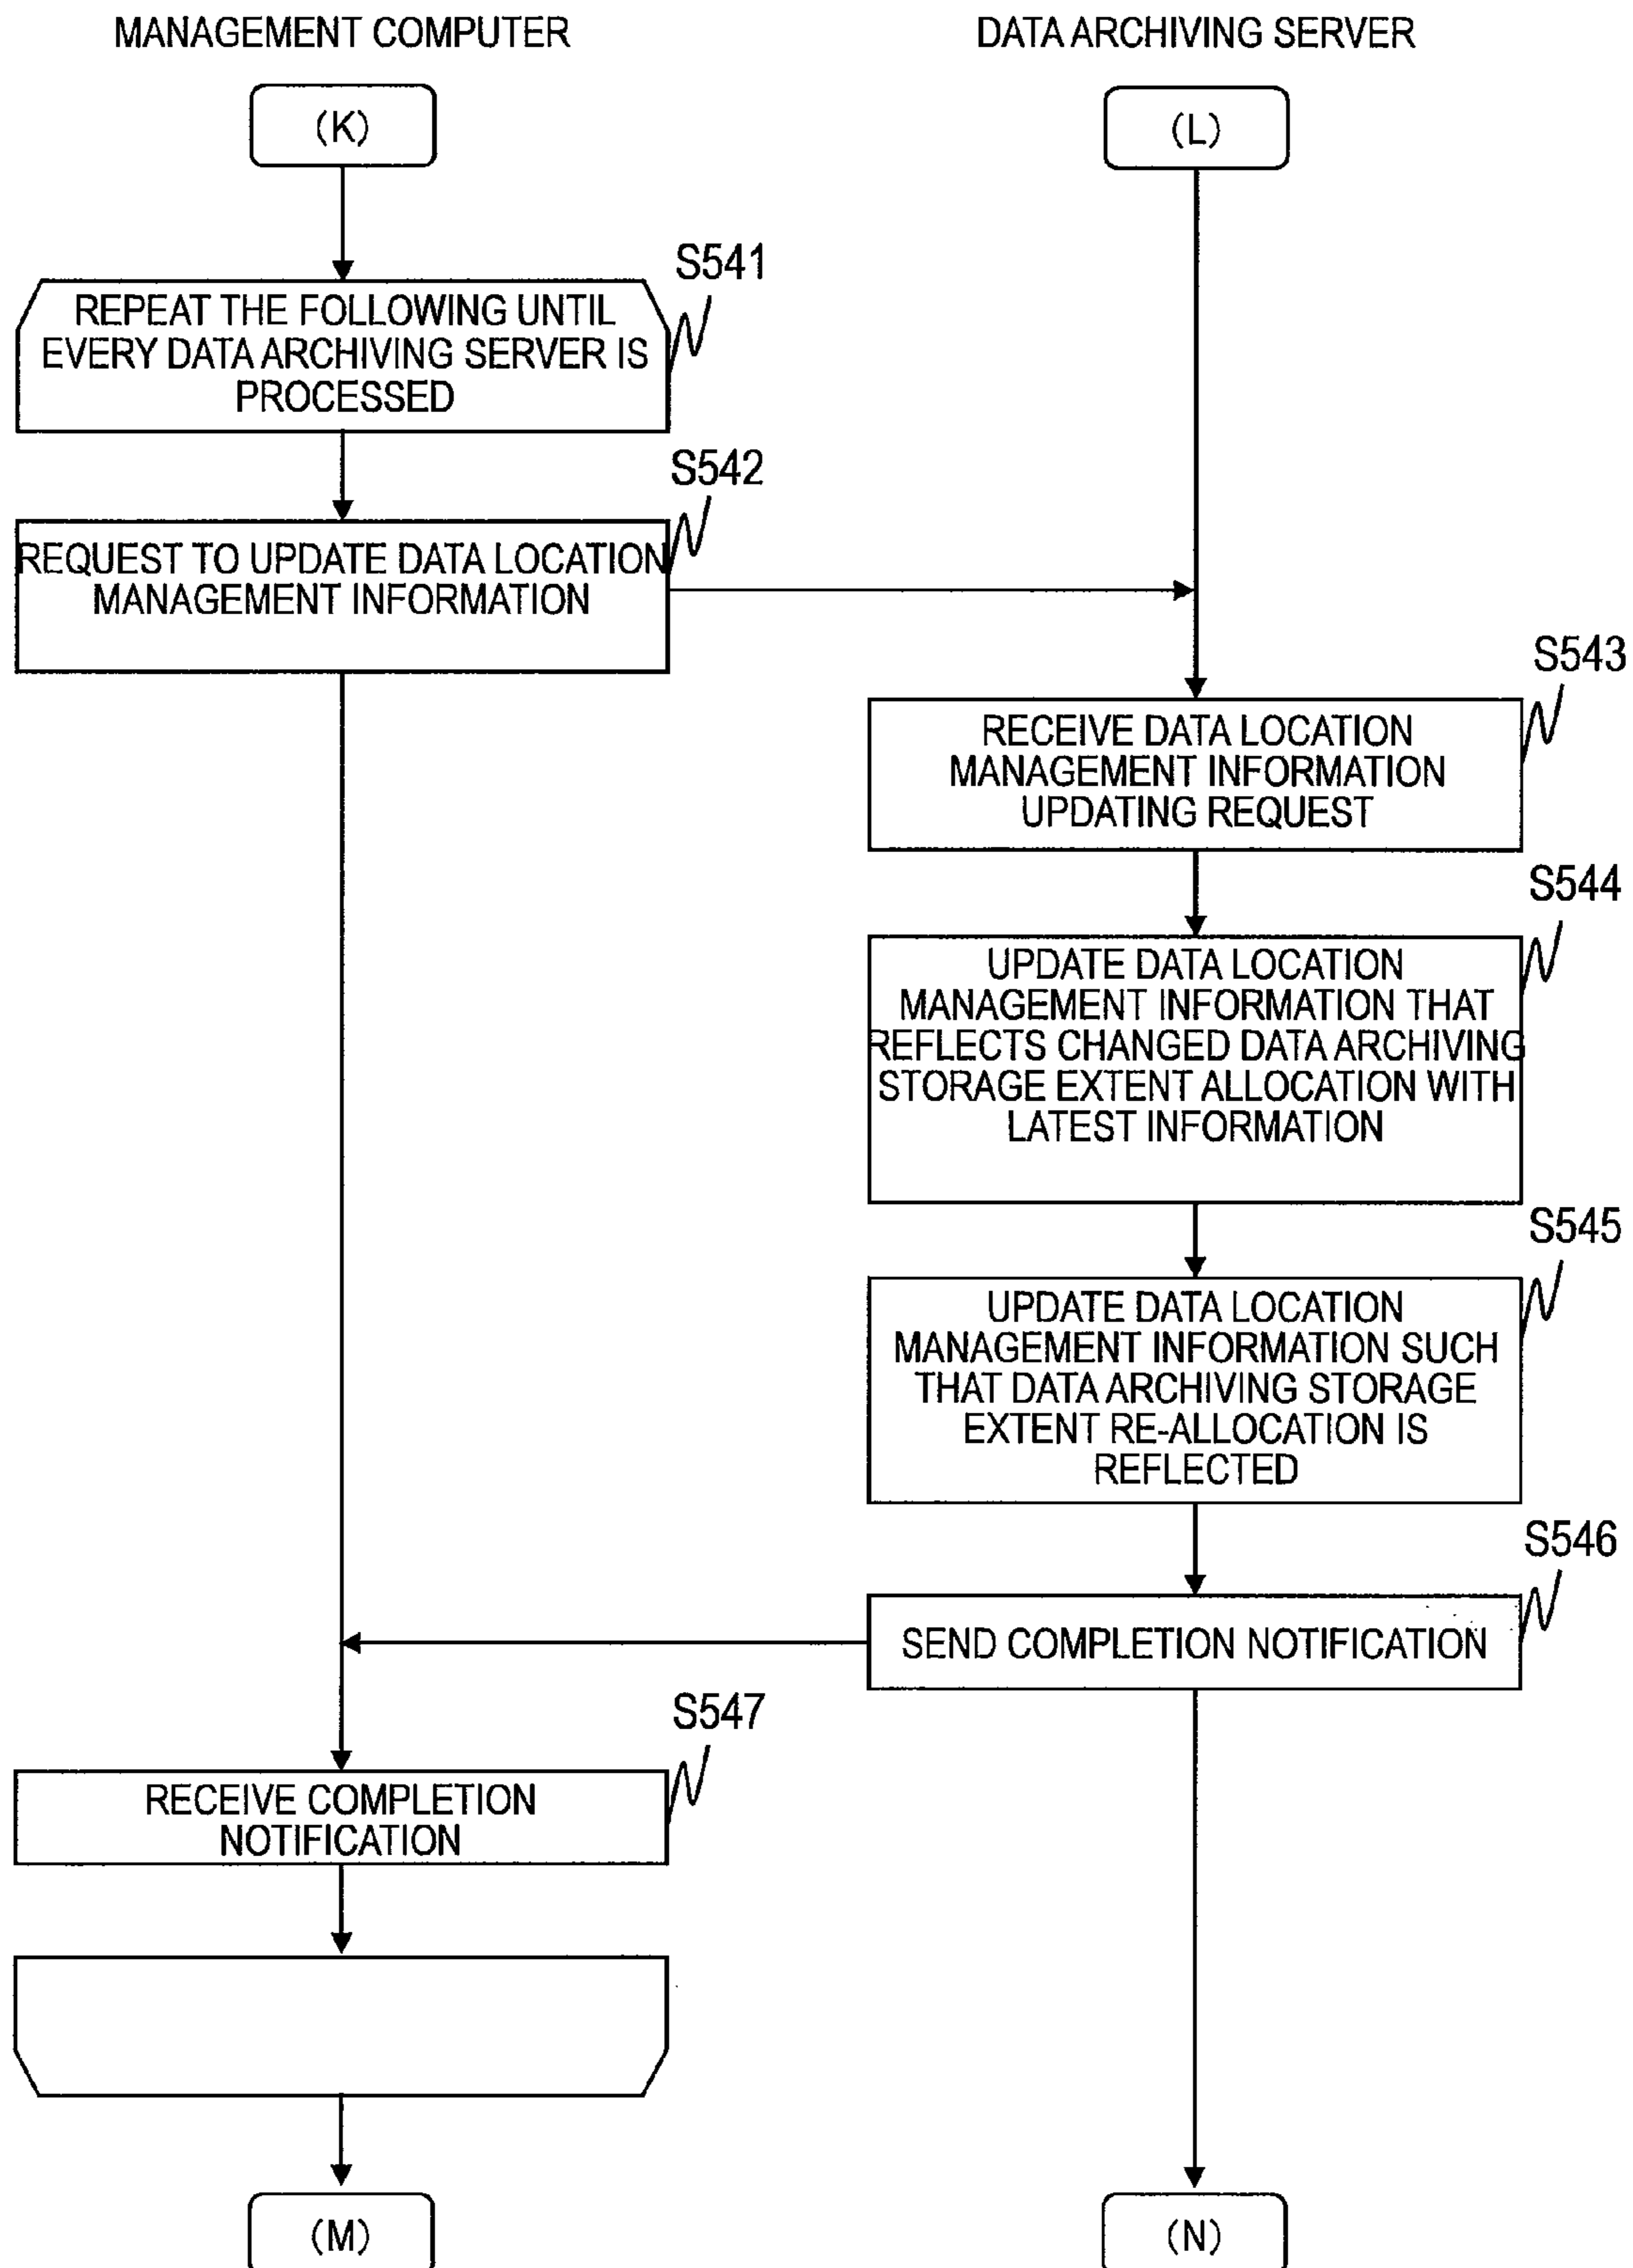 MANAGEMENT COMPUTER
DATA ARCHIVING SERVER
(K)
(L)
S541
REPEAT THE FOLLOWING UNTIL
EVERY DATA ARCHIVING SERVER IS
PROCESSED
S542
REQUEST TO UPDATE DATA LOCATION
MANAGEMENT INFORMATION
S543
RECEIVE DATA LOCATION
MANAGEMENT INFORMATION
UPDATING REQUEST
S544
UPDATE DATA LOCATION
MANAGEMENT INFORMATION THAT
REFLECTS CHANGED DATA ARCHIVING
STORAGE EXTENT ALLOCATION WITH
LATEST INFORMATION
S545
UPDATE DATA LOCATION
MANAGEMENT INFORMATION SUCH
THAT DATA ARCHIVING STORAGE
EXTENT RE-ALLOCATION IS
REFLECTED
S546
SEND COMPLETION NOTIFICATION
S547
RECEIVE COMPLETION
NOTIFICATION
(M)
(N)